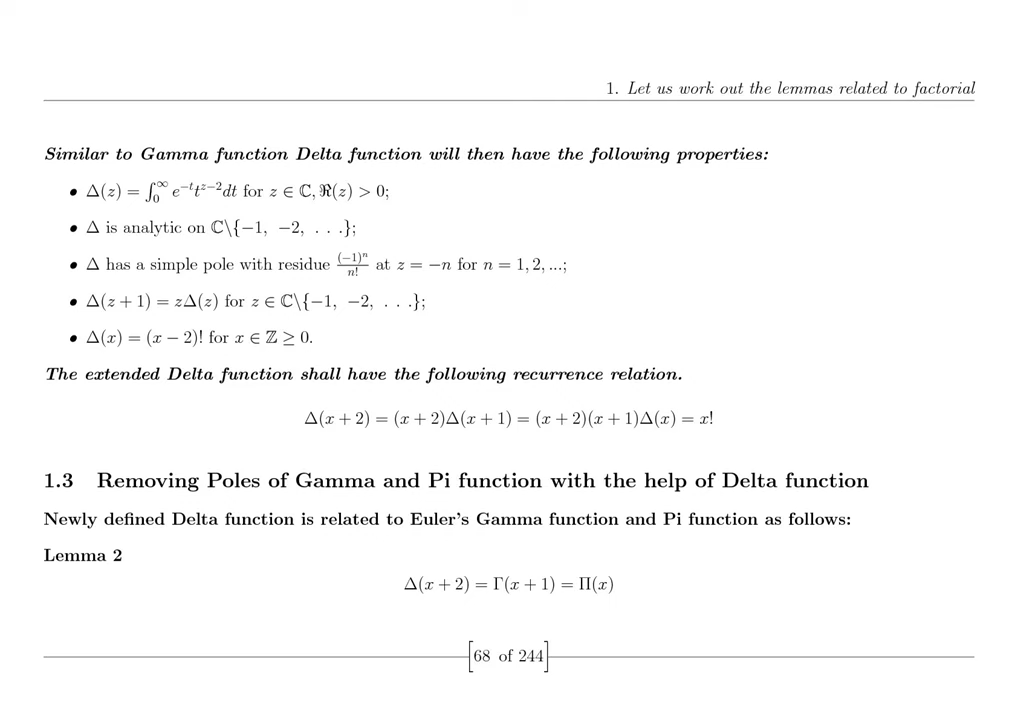 1. Let us work out the lemmas related to factorial
Similar to Gamma function Delta function will then have the following properties:
• Δ(z) = ∫₀^∞ e^{−t}t^{z−2}dt for z ∈ ℂ, ℜ(z) > 0;
• Δ is analytic on ℂ\{−1, −2, . . .};
• Δ has a simple pole with residue (−1)^n/n! at z = −n for n = 1, 2, ...;
• Δ(z + 1) = zΔ(z) for z ∈ ℂ\{−1, −2, . . .};
• Δ(x) = (x − 2)! for x ∈ ℤ ≥ 0.
The extended Delta function shall have the following recurrence relation.
Δ(x + 2) = (x + 2)Δ(x + 1) = (x + 2)(x + 1)Δ(x) = x!
1.3 Removing Poles of Gamma and Pi function with the help of Delta function
Newly defined Delta function is related to Euler's Gamma function and Pi function as follows:
Lemma 2
Δ(x + 2) = Γ(x + 1) = Π(x)
[68 of 244]